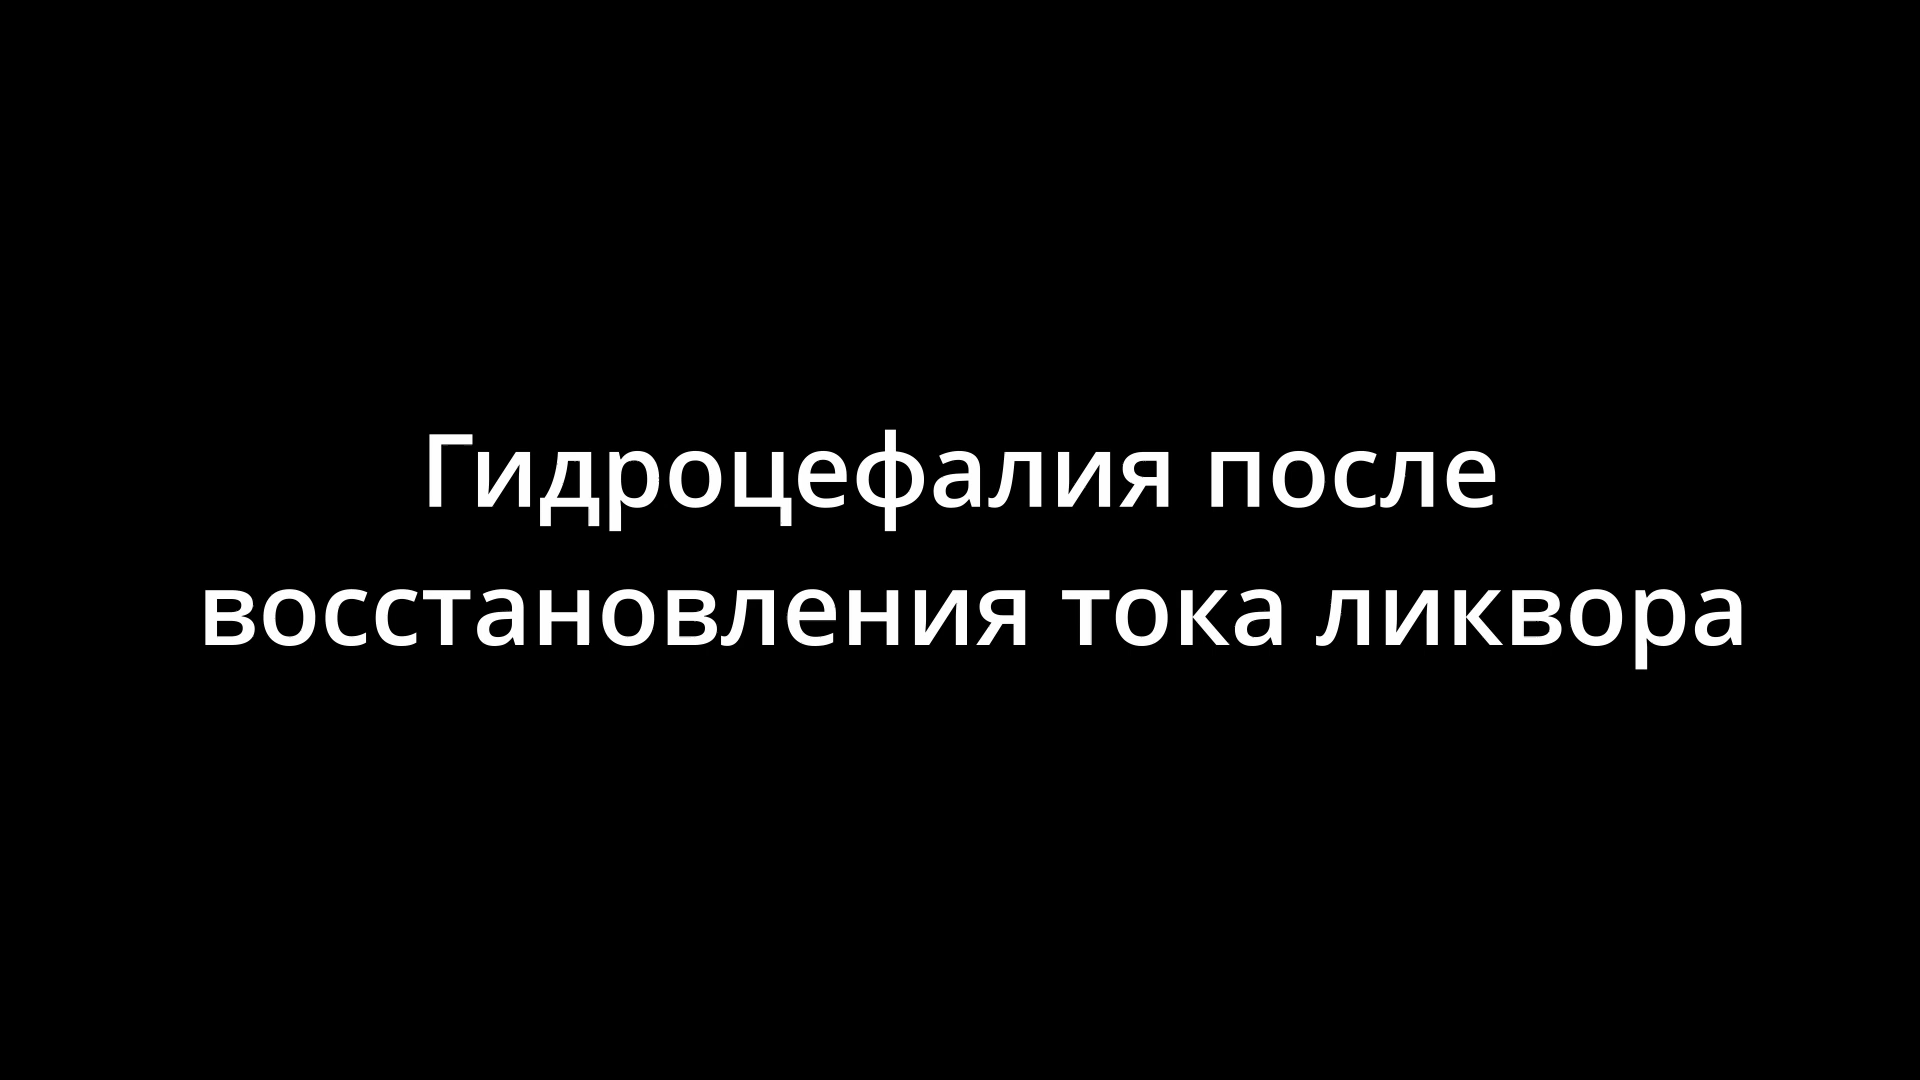 Гидроцефалия после
восстановления тока ликвора